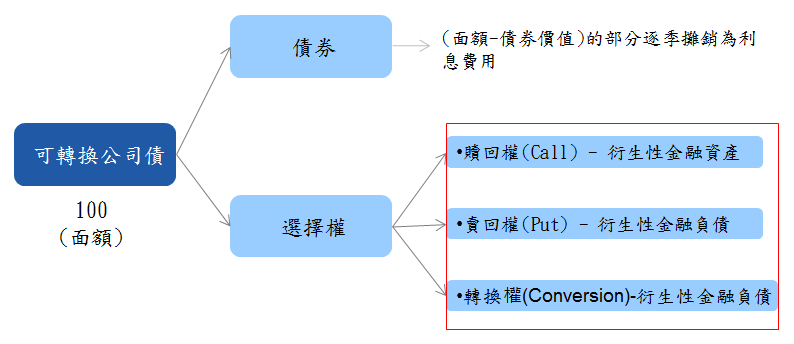 債券
(面額-債券價值)的部分逐季攤銷為利
息費用
可轉換公司債
100
(面額)
選擇權
•贖回權(Call) - 衍生性金融資產
•賣回權(Put) - 衍生性金融負債
•轉換權(Conversion)-衍生性金融負債